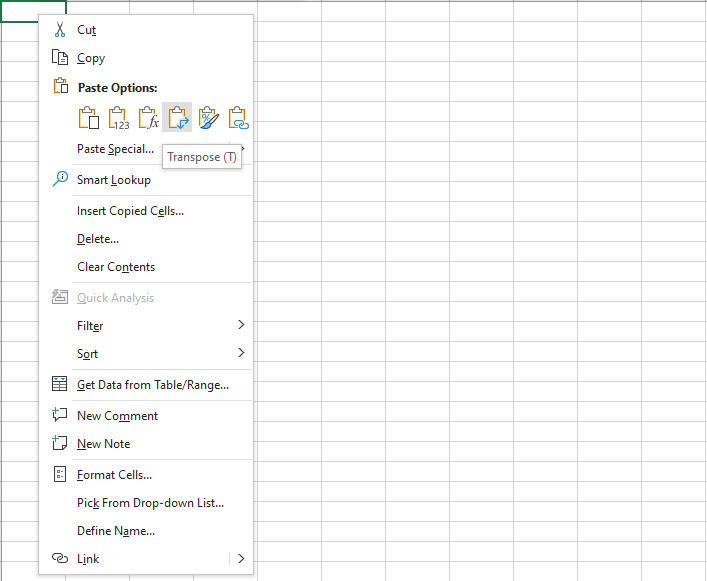 Cut
Copy
Paste Options:
123 fx %
Paste Special...
Transpose (T)
Smart Lookup
Insert Copied Cells...
Delete...
Clear Contents
Quick Analysis
Filter
Sort
Get Data from Table/Range...
New Comment
New Note
Format Cells...
Pick From Drop-down List...
Define Name...
Link